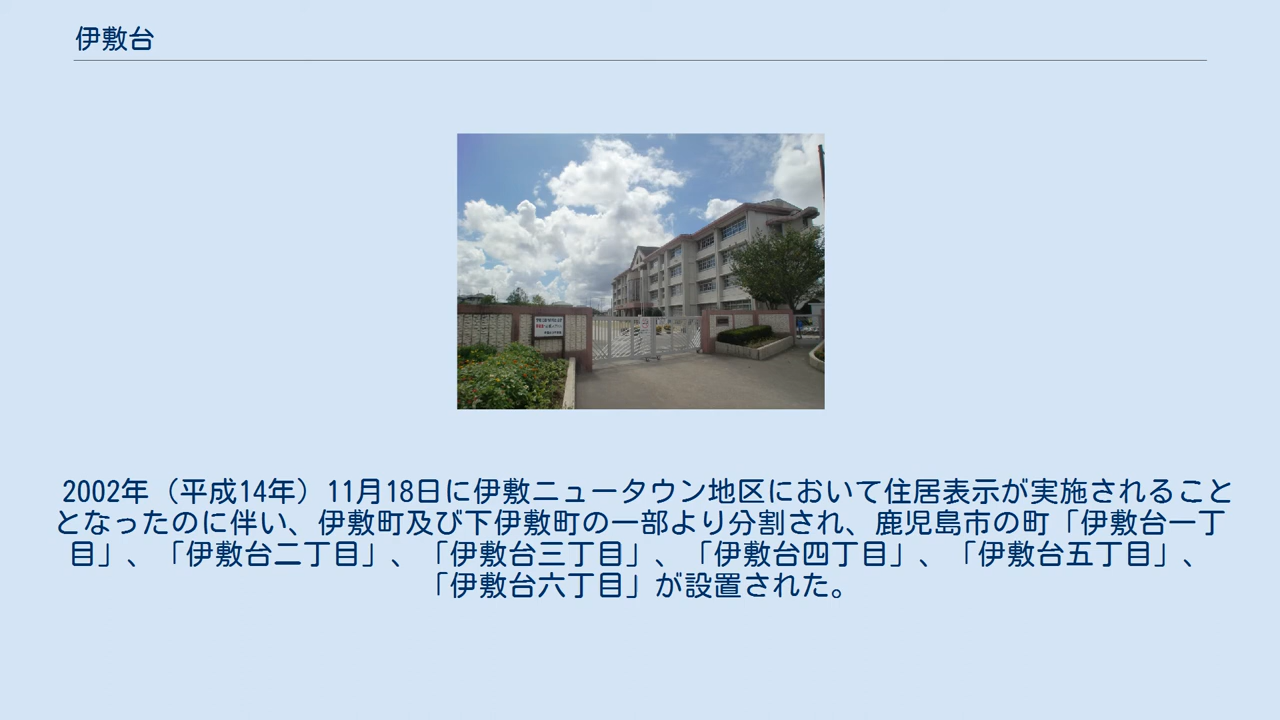 伊敷台
2002年（平成14年）11月18日に伊敷ニュータウン地区において住居表示が実施されること
となったのに伴い、伊敷町及び下伊敷町の一部より分割され、鹿児島市の町「伊敷台一丁
目」、「伊敷台二丁目」、「伊敷台三丁目」、「伊敷台四丁目」、「伊敷台五丁目」、
「伊敷台六丁目」が設置された。